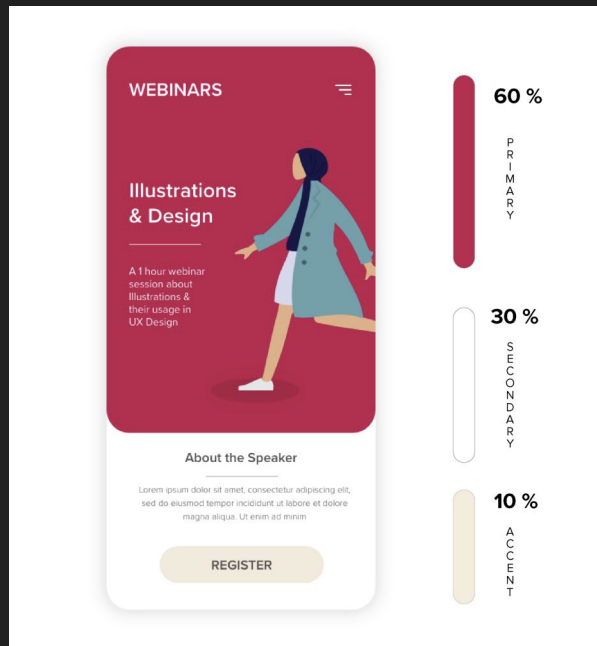 WEBINARS
Illustrations
& Design
A 1 hour webinar
session about
Illustrations &
their usage in
UX Design
About the Speaker
Lorem ipsum dolor sit amet, consectetur adipiscing elit,
sed do eiusmod tempor incididunt ut labore et dolore
magna aliqua. Ut enim ad minim
REGISTER
60 %
PRIMARY
30 %
SECONDARY
10 %
ACCENT